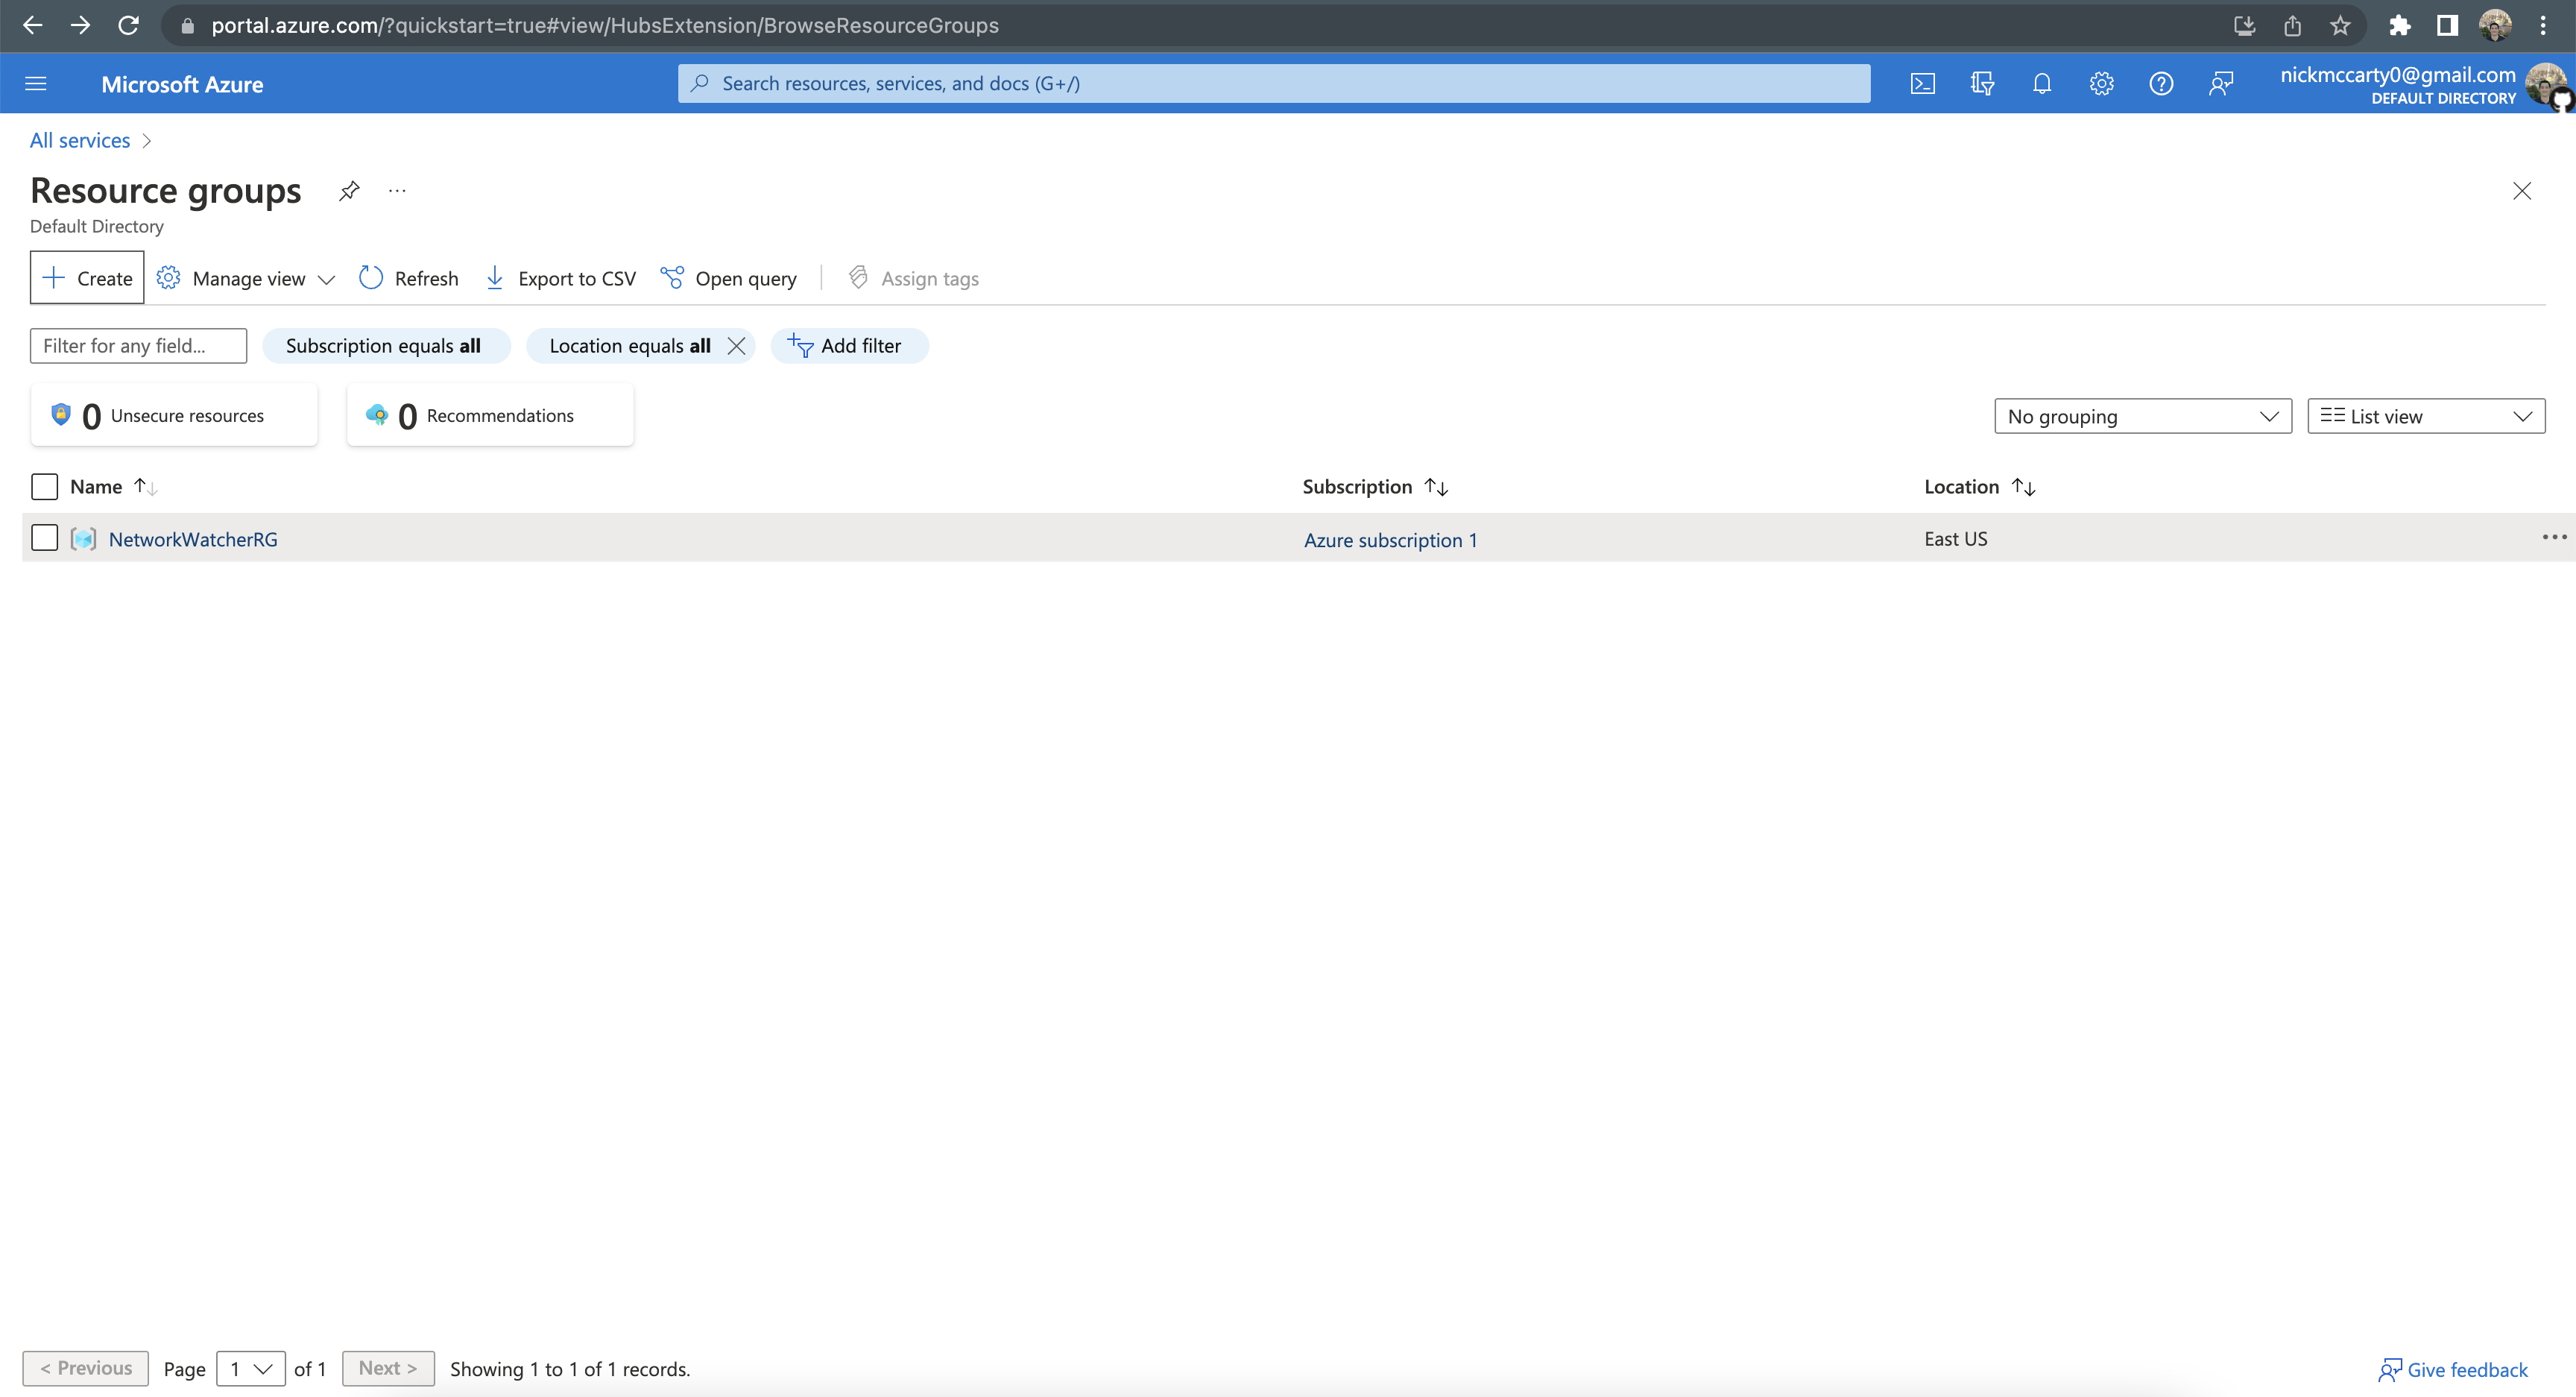 portal.azure.com/?quickstart=true#view/HubsExtension/BrowseResourceGroups
Microsoft Azure
Search resources, services, and docs (G+/)
nickmccarty0@gmail.com
DEFAULT DIRECTORY
All services
Resource groups
Default Directory
Create Manage view Refresh Export to CSV Open query Assign tags
Filter for any field... Subscription equals all Location equals all Add filter
0 Unsecure resources 0 Recommendations No grouping List view
Name Subscription Location
NetworkWatcherRG Azure subscription 1 East US
< Previous Page 1 of 1 Next > Showing 1 to 1 of 1 records. Give feedback